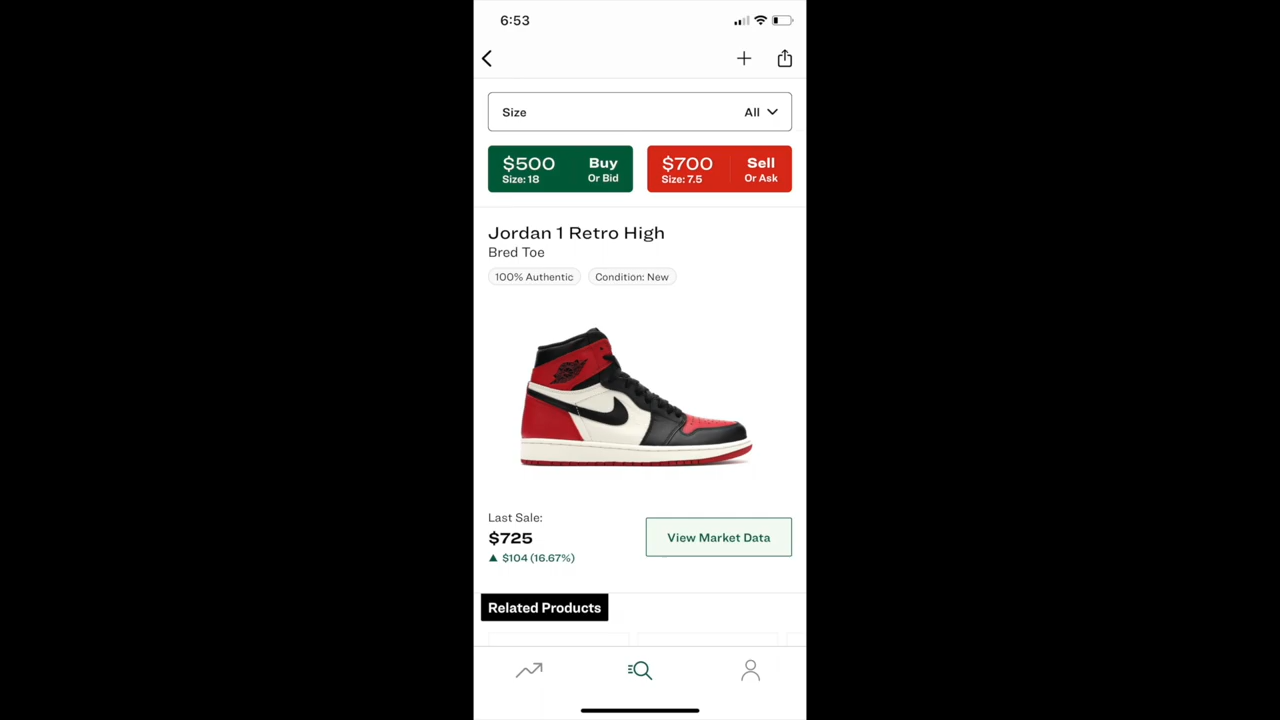 6:53
Size All
$500 Buy
Size: 18 Or Bid
$700 Sell
Size: 7.5 Or Ask
Jordan 1 Retro High
Bred Toe
100% Authentic Condition: New
Last Sale:
$725
▲ $104 (16.67%)
View Market Data
Related Products